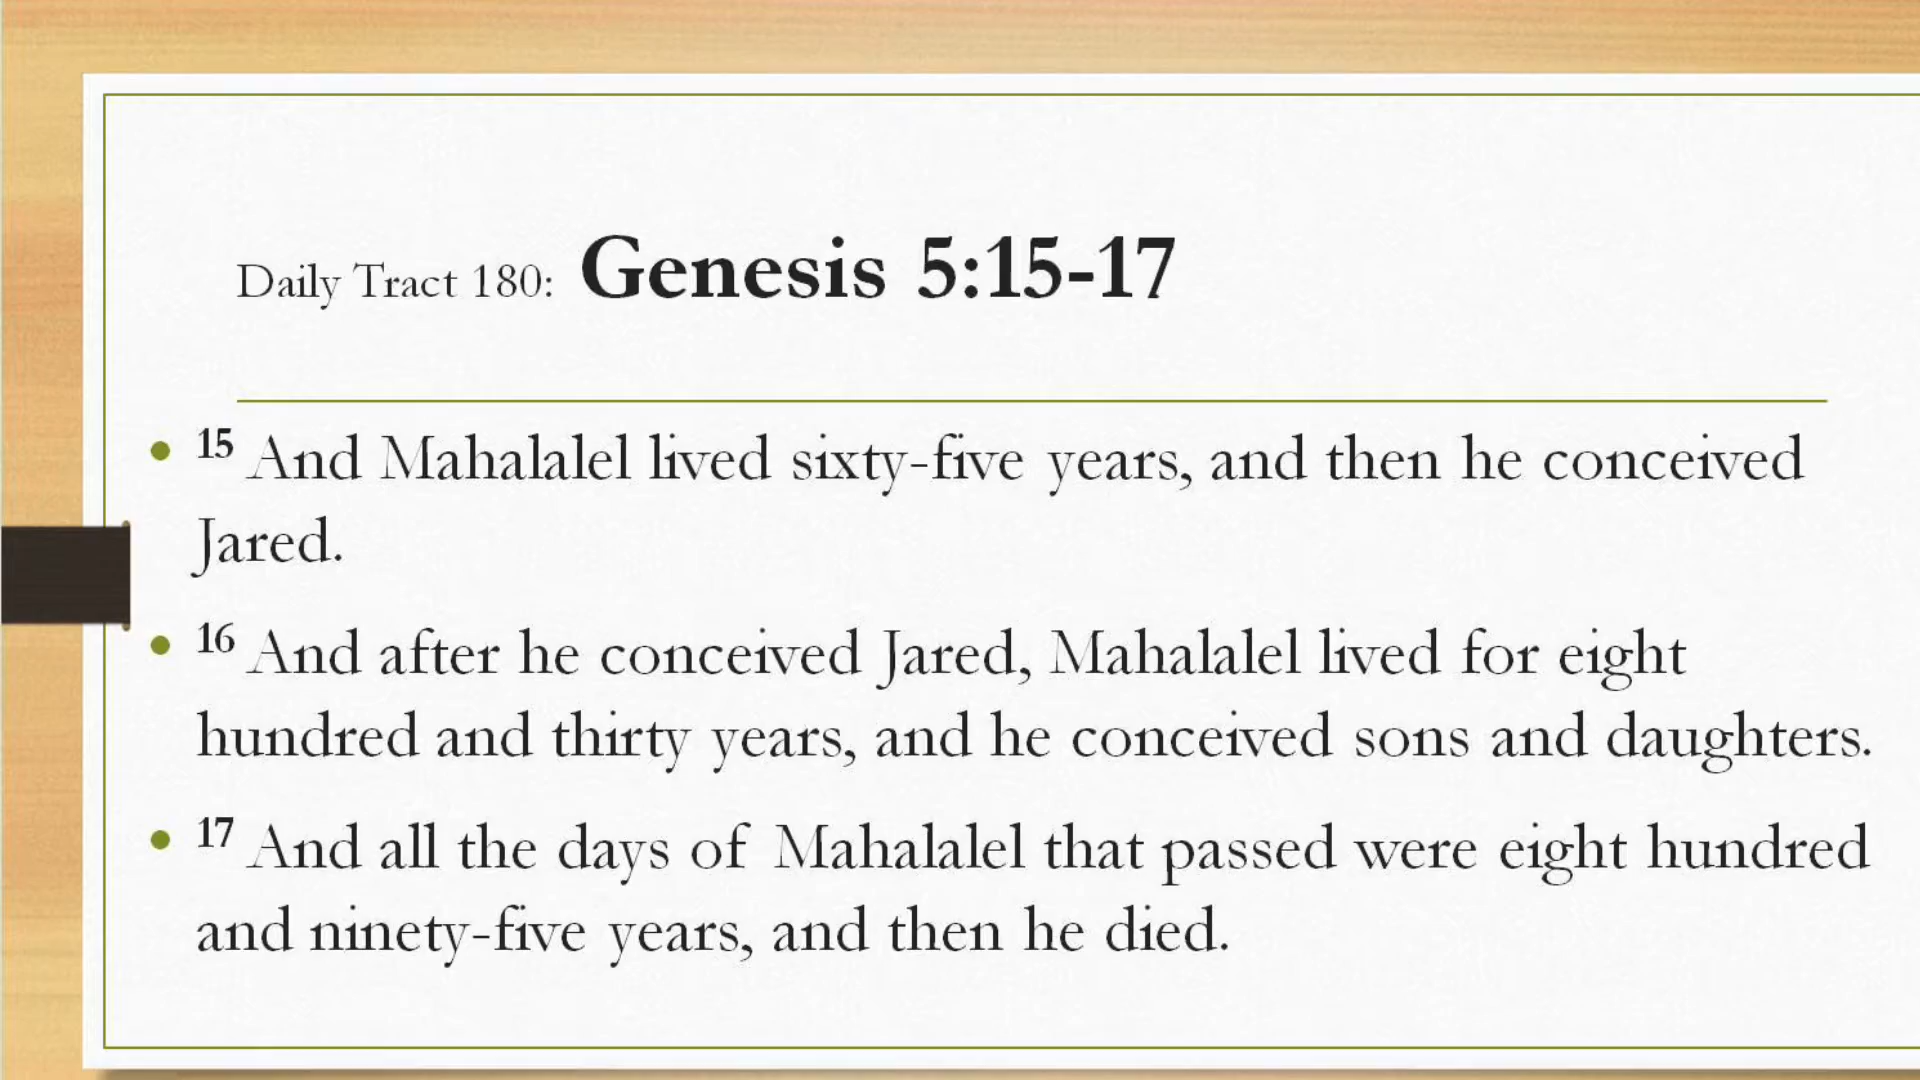 Daily Tract 180: Genesis 5:15-17
• 15 And Mahalalel lived sixty-five years, and then he conceived
Jared.
• 16 And after he conceived Jared, Mahalalel lived for eight
hundred and thirty years, and he conceived sons and daughters.
• 17 And all the days of Mahalalel that passed were eight hundred
and ninety-five years, and then he died.